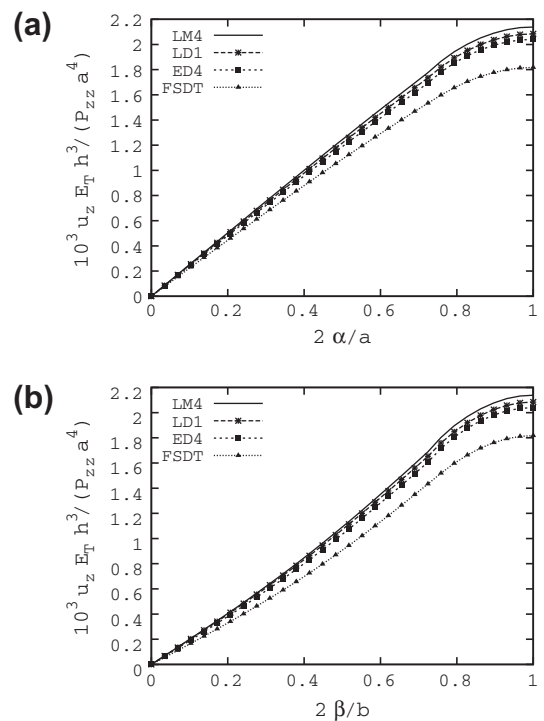 (a)
2.2
2
1.8
1.6
1.4
1.2
1
0.8
0.6
0.4
0.2
0
10³ u_z E_T h³/(P_zz a⁴)
LM4
LD1
ED4
FSDT
0 0.2 0.4 0.6 0.8 1
2 α/a
(b)
2.2
2
1.8
1.6
1.4
1.2
1
0.8
0.6
0.4
0.2
0
10³ u_z E_T h³/(P_zz a⁴)
LM4
LD1
ED4
FSDT
0 0.2 0.4 0.6 0.8 1
2 β/b